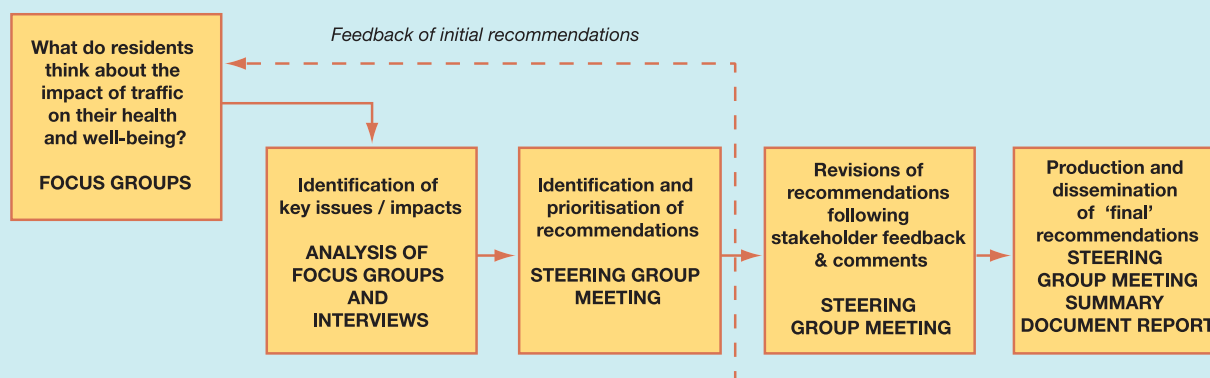 Feedback of initial recommendations
What do residents
think about the
impact of traffic
on their health
and well-being?
FOCUS GROUPS
Identification of
key issues / impacts
ANALYSIS OF
FOCUS GROUPS
AND
INTERVIEWS
Identification and
prioritisation of
recommendations
STEERING GROUP
MEETING
Revisions of
recommendations
following
stakeholder feedback
& comments
STEERING
GROUP MEETING
Production and
dissemination
of ‘final’
recommendations
STEERING
GROUP MEETING
SUMMARY
DOCUMENT REPORT